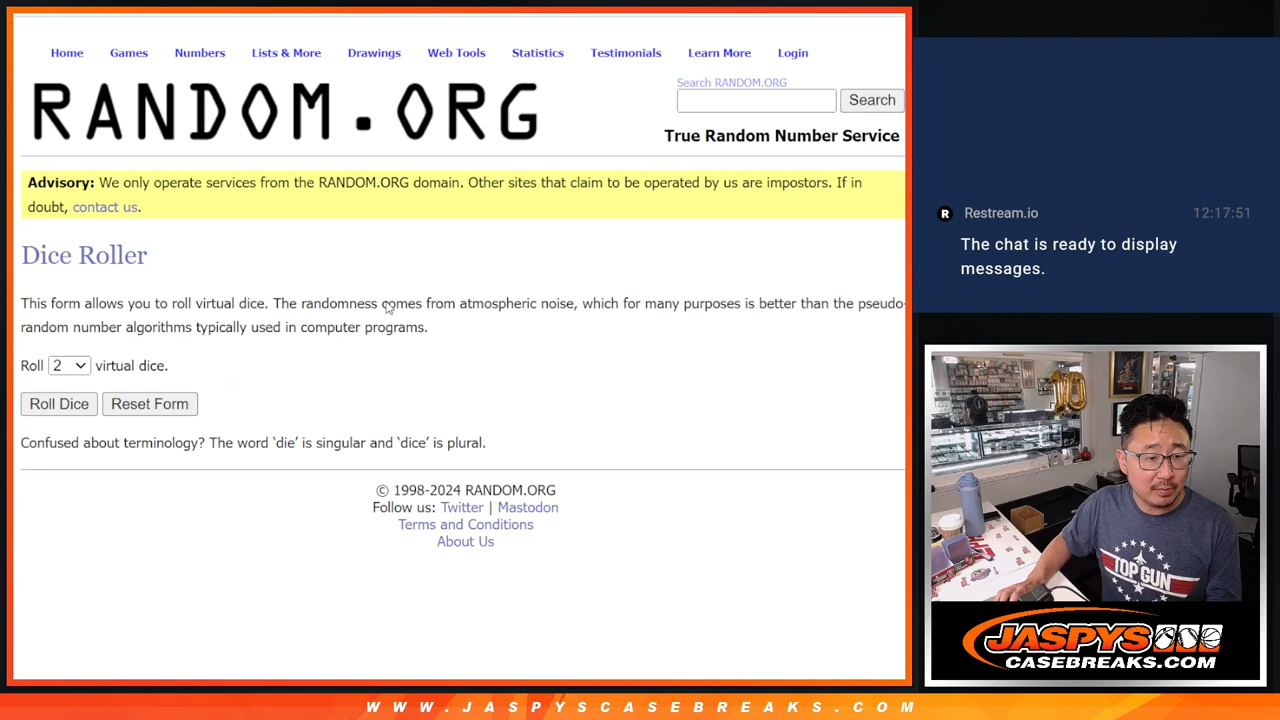 Home Games Numbers Lists & More Drawings Web Tools Statistics Testimonials Learn More Login
Search RANDOM.ORG
RANDOM.ORG
Search
True Random Number Service
Advisory: We only operate services from the RANDOM.ORG domain. Other sites that claim to be operated by us are impostors. If in
doubt, contact us.
Dice Roller
This form allows you to roll virtual dice. The randomness comes from atmospheric noise, which for many purposes is better than the pseudo-
random number algorithms typically used in computer programs.
Roll 2 virtual dice.
Roll Dice Reset Form
Confused about terminology? The word ‘die’ is singular and ‘dice’ is plural.
© 1998-2024 RANDOM.ORG
Follow us: Twitter | Mastodon
Terms and Conditions
About Us
R Restream.io 12:17:51
The chat is ready to display
messages.
10
TOP GUN
JASPYS
CASEBREAKS.COM
WWW.JASPYSCASEBREAKS.COM